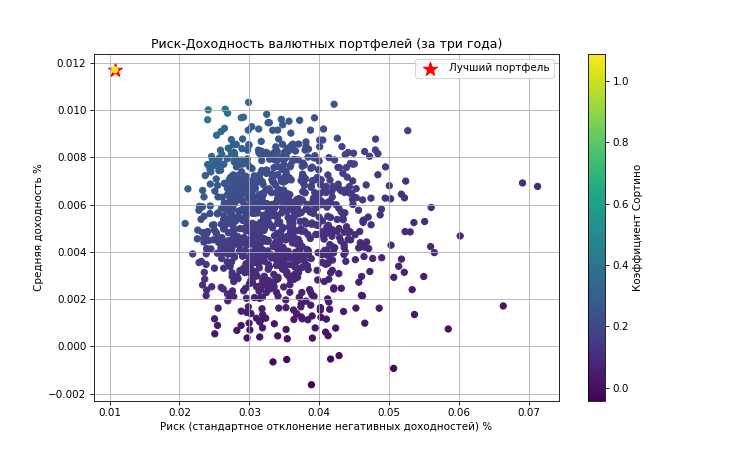 Риск-Доходность валютных портфелей (за три года)
Лучший портфель
Средняя доходность %
0.012
0.010
0.008
0.006
0.004
0.002
0.000
−0.002
0.01 0.02 0.03 0.04 0.05 0.06 0.07
Риск (стандартное отклонение негативных доходностей) %
1.0
0.8
0.6
0.4
0.2
0.0
Коэффициент Сортино